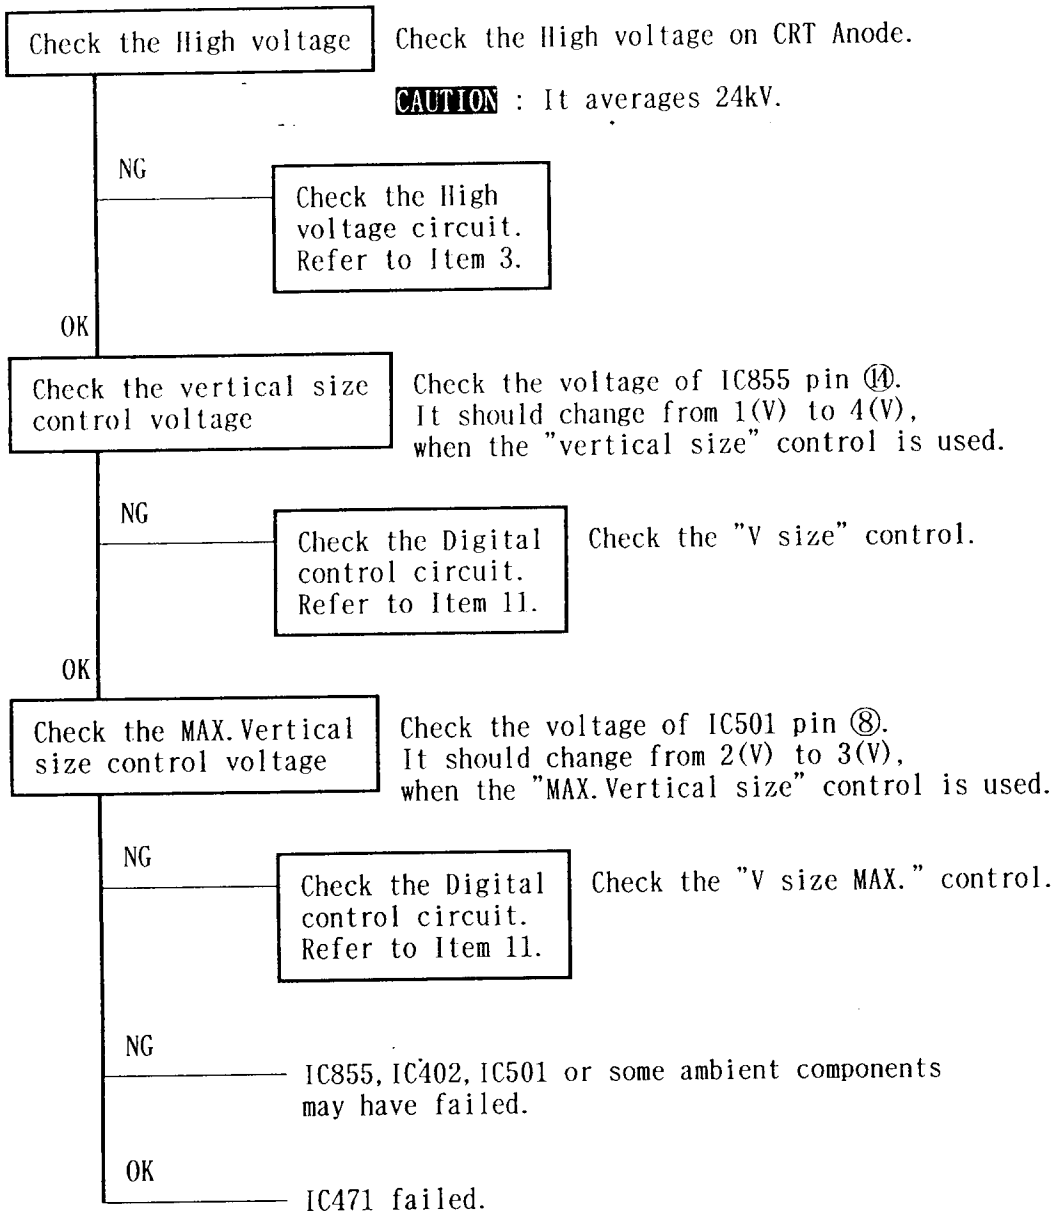 Check the High voltage
Check the High voltage on CRT Anode.
CAUTION : It averages 24kV.
NG
Check the High
voltage circuit.
Refer to Item 3.
OK
Check the vertical size
control voltage
Check the voltage of IC855 pin ⑭.
It should change from 1(V) to 4(V),
when the "vertical size" control is used.
NG
Check the Digital
control circuit.
Refer to Item 11.
Check the "V size" control.
OK
Check the MAX.Vertical
size control voltage
Check the voltage of IC501 pin ⑧.
It should change from 2(V) to 3(V),
when the "MAX.Vertical size" control is used.
NG
Check the Digital
control circuit.
Refer to Item 11.
Check the "V size MAX." control.
NG
IC855, IC402, IC501 or some ambient components
may have failed.
OK
IC471 failed.